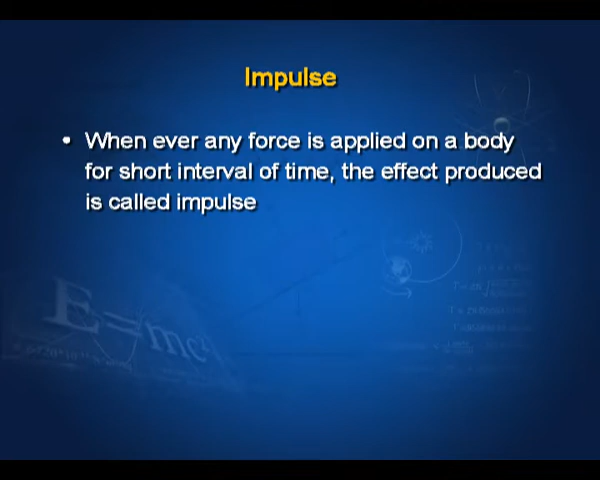 Impulse
• When ever any force is applied on a body
for short interval of time, the effect produced
is called impulse
E=mc²